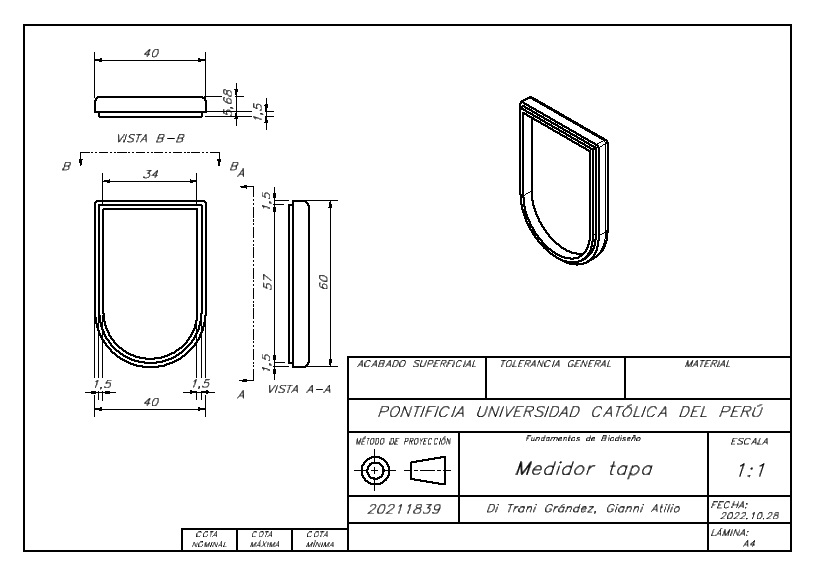 40
5,68
1,5
VISTA B-B
B
B
34
A
1,5
57
60
1,5
1,5
1,5
40
A
VISTA A-A
ACABADO SUPERFICIAL
TOLERANCIA GENERAL
MATERIAL
PONTIFICIA UNIVERSIDAD CATÓLICA DEL PERÚ
MÉTODO DE PROYECCIÓN
Fundamentos de Biodiseño
ESCALA
Medidor tapa
1:1
20211839
Di Trani Grández, Gianni Atilio
FECHA:
2022.10.28
COTA NOMINAL
COTA MÁXIMA
COTA MÍNIMA
LÁMINA:
A4